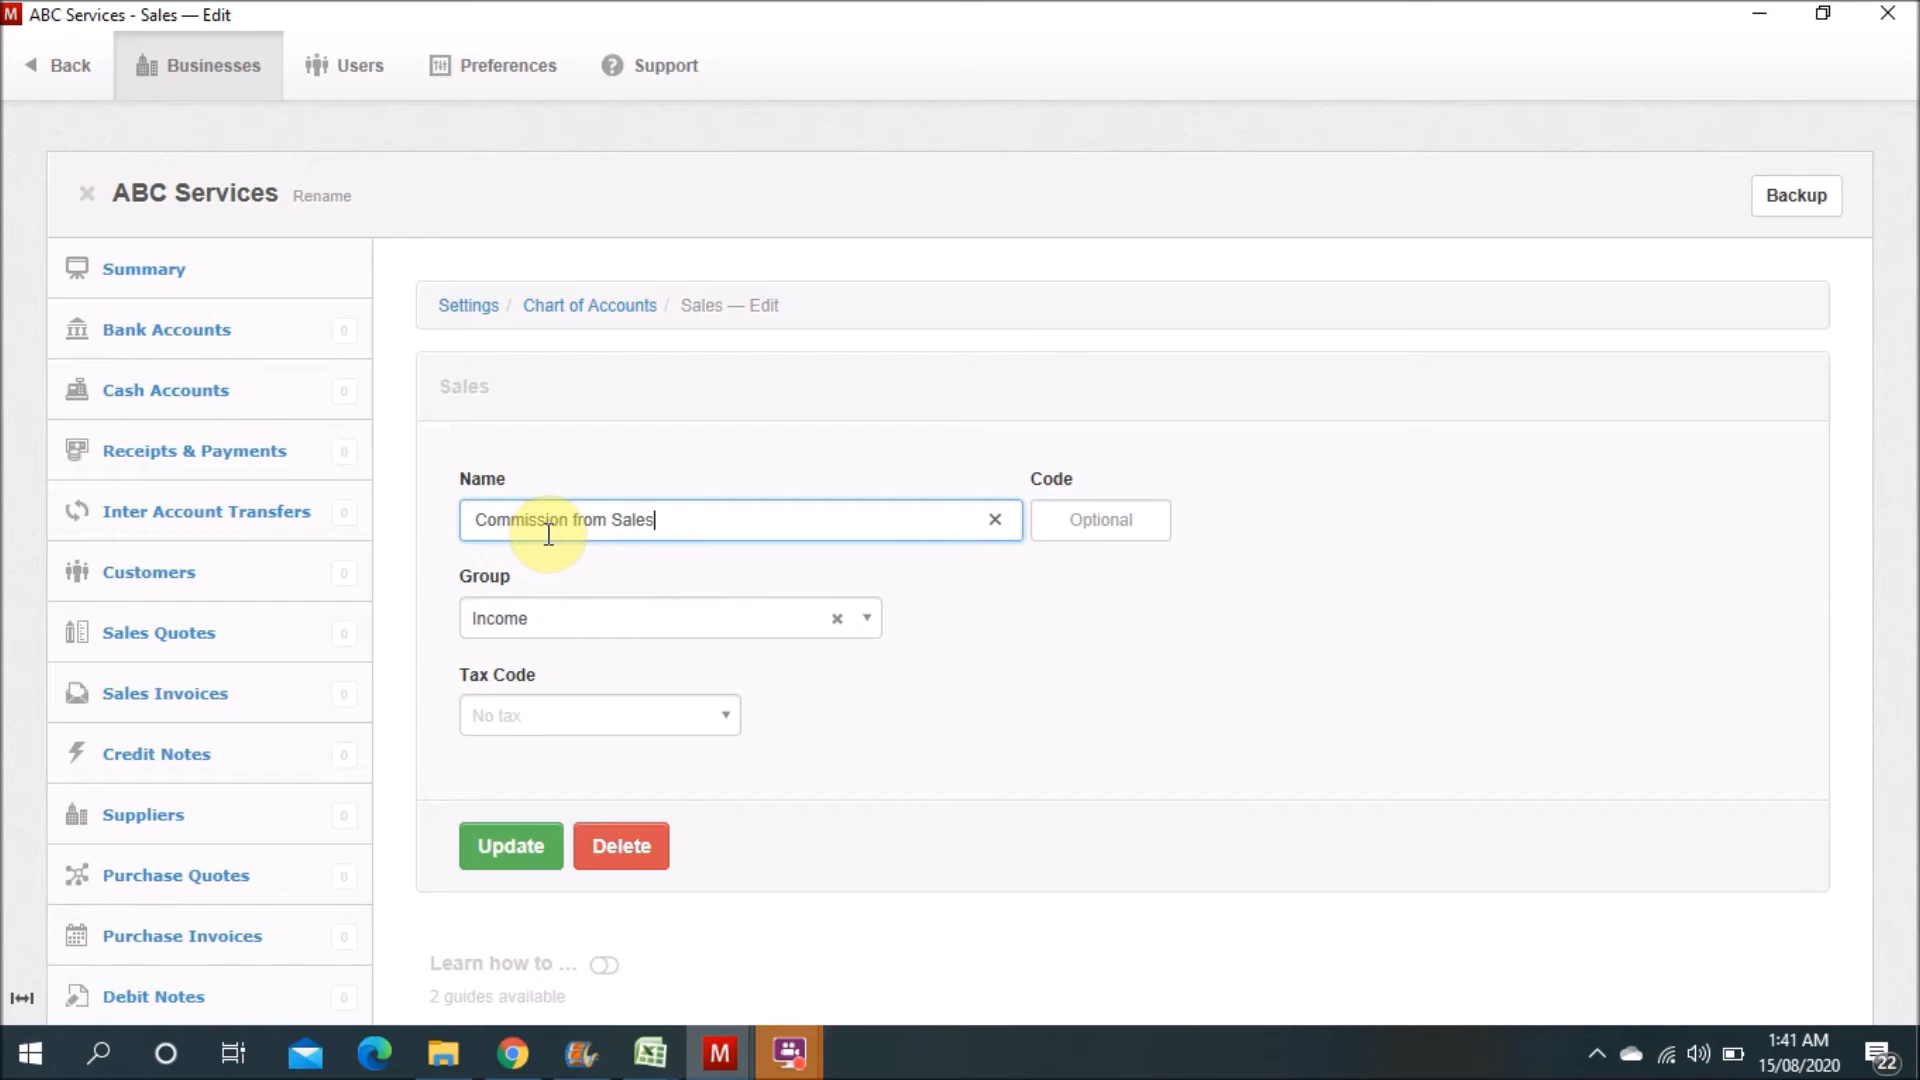 M ABC Services - Sales — Edit
Back
Businesses
Users
Preferences
? Support
ABC Services Rename
Backup
Summary
Bank Accounts 0
Cash Accounts 0
Receipts & Payments 0
Inter Account Transfers 0
Customers 0
Sales Quotes 0
Sales Invoices 0
Credit Notes 0
Suppliers 0
Purchase Quotes 0
Purchase Invoices 0
Debit Notes 0
Settings / Chart of Accounts / Sales — Edit
Sales
Name
Code
Commission from Sales
Optional
Group
Income
Tax Code
No tax
Update
Delete
Learn how to ...
2 guides available
M
1:41 AM
15/08/2020
22